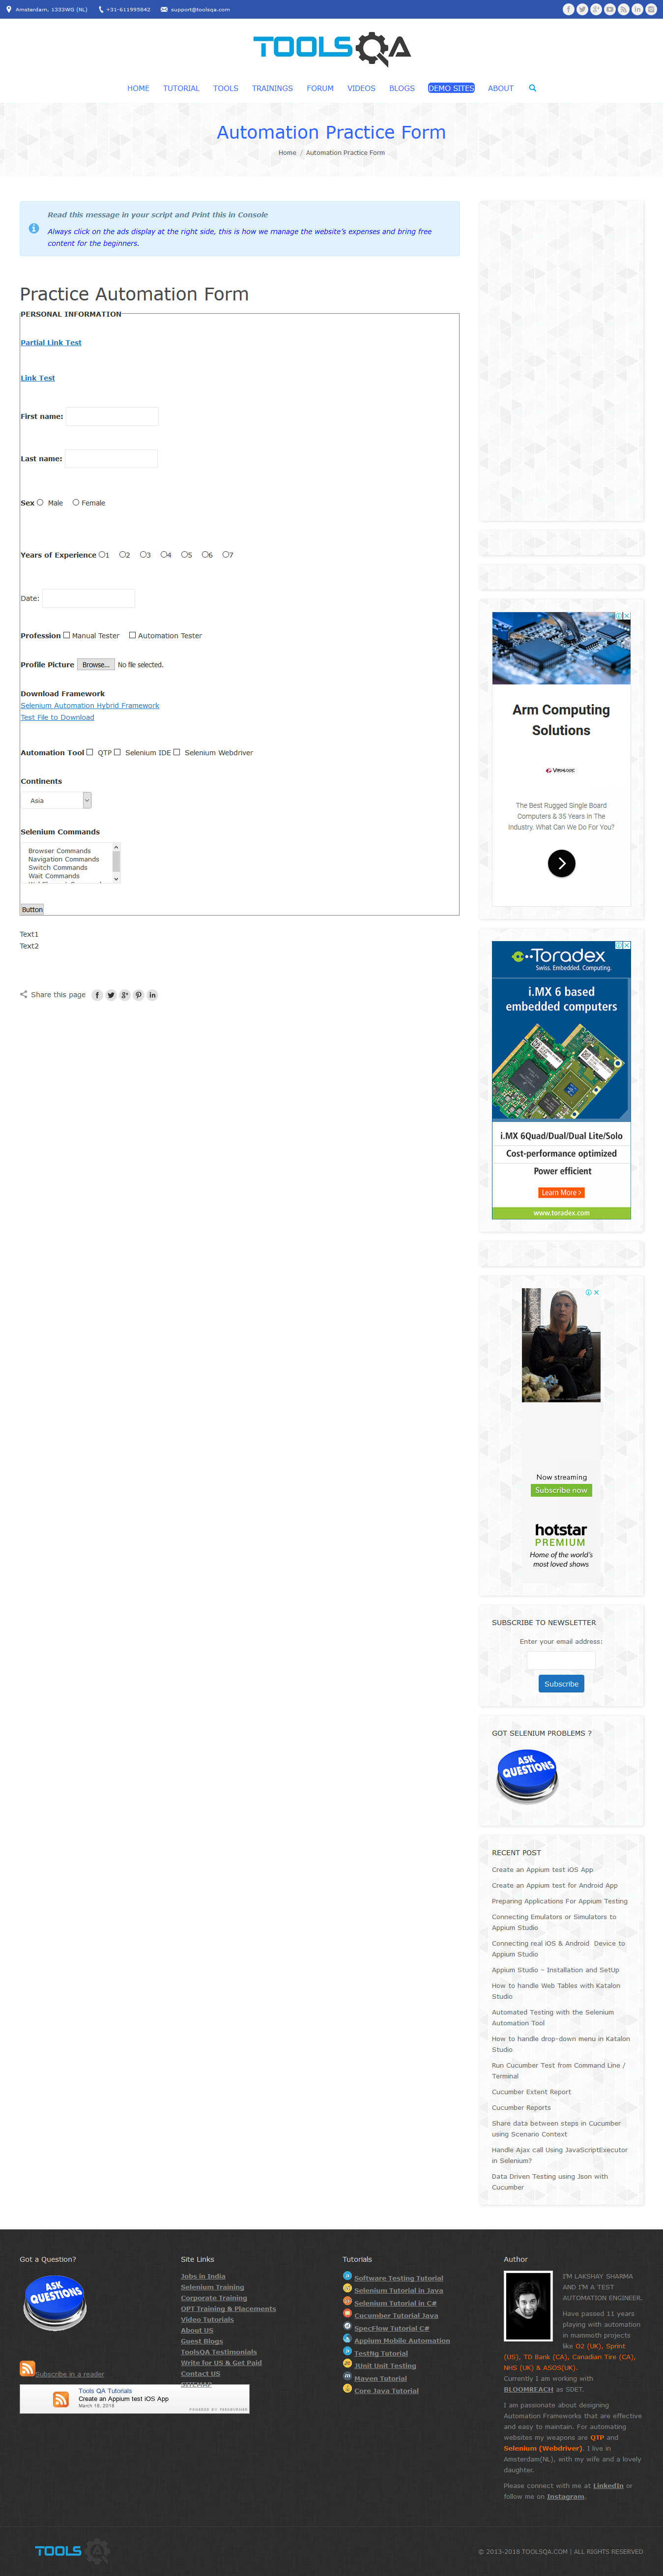 Amsterdam, 1333WG (NL) +31-611995842 support@toolsqa.com
TOOLSQA
HOME TUTORIAL TOOLS TRAININGS FORUM VIDEOS BLOGS DEMO SITES ABOUT
Automation Practice Form
Home / Automation Practice Form
Read this message in your script and Print this in Console
Always click on the ads display at the right side, this is how we manage the website's expenses and bring free
content for the beginners.
Practice Automation Form
PERSONAL INFORMATION
Partial Link Test
Link Test
First name:
Last name:
Sex Male Female
Years of Experience 1 2 3 4 5 6 7
Date:
Profession Manual Tester Automation Tester
Profile Picture Browse... No file selected.
Download Framework
Selenium Automation Hybrid Framework
Test File to Download
Automation Tool QTP Selenium IDE Selenium Webdriver
Continents
Asia
Selenium Commands
Browser Commands
Navigation Commands
Switch Commands
Wait Commands
Button
Text1
Text2
Share this page
Arm Computing
Solutions
VERSALOGIC
The Best Rugged Single Board
Computers & 35 Years In The
Industry. What Can We Do For You?
Toradex
Swiss. Embedded. Computing.
i.MX 6 based
embedded computers
i.MX 6Quad/Dual/Dual Lite/Solo
Cost-performance optimized
Power efficient
Learn More >
www.toradex.com
Now streaming
Subscribe now
hotstar
PREMIUM
Home of the world's
most loved shows
SUBSCRIBE TO NEWSLETTER
Enter your email address:
Subscribe
GOT SELENIUM PROBLEMS ?
ASK
QUESTIONS
RECENT POST
Create an Appium test iOS App
Create an Appium test for Android App
Preparing Applications For Appium Testing
Connecting Emulators or Simulators to
Appium Studio
Connecting real iOS & Android Device to
Appium Studio
Appium Studio – Installation and SetUp
How to handle Web Tables with Katalon
Studio
Automated Testing with the Selenium
Automation Tool
How to handle drop-down menu in Katalon
Studio
Run Cucumber Test from Command Line /
Terminal
Cucumber Extent Report
Cucumber Reports
Share data between steps in Cucumber
using Scenario Context
Handle Ajax call Using JavaScriptExecutor
in Selenium?
Data Driven Testing using Json with
Cucumber
Got a Question?
ASK
QUESTIONS
Subscribe in a reader
Tools QA Tutorials
Create an Appium test iOS App
March 18, 2018
POWERED BY FEEDBURNER
Site Links
Jobs in India
Selenium Training
Corporate Training
OPT Training & Placements
Video Tutorials
About US
Guest Blogs
ToolsQA Testimonials
Write for US & Get Paid
Contact US
SITEMAP
Tutorials
Software Testing Tutorial
Selenium Tutorial in Java
Selenium Tutorial in C#
Cucumber Tutorial Java
SpecFlow Tutorial C#
Appium Mobile Automation
TestNg Tutorial
JUnit Unit Testing
Maven Tutorial
Core Java Tutorial
Author
I'M LAKSHAY SHARMA
AND I'M A TEST
AUTOMATION ENGINEER.
Have passed 11 years
playing with automation
in mammoth projects
like O2 (UK), Sprint
(US), TD Bank (CA), Canadian Tire (CA),
NHS (UK) & ASOS(UK).
Currently I am working with
BLOOMREACH as SDET.
I am passionate about designing
Automation Frameworks that are effective
and easy to maintain. For automating
websites my weapons are QTP and
Selenium (Webdriver). I live in
Amsterdam(NL), with my wife and a lovely
daughter.
Please connect with me at LinkedIn or
follow me on Instagram.
TOOLSQA
© 2013-2018 TOOLSQA.COM | ALL RIGHTS RESERVED